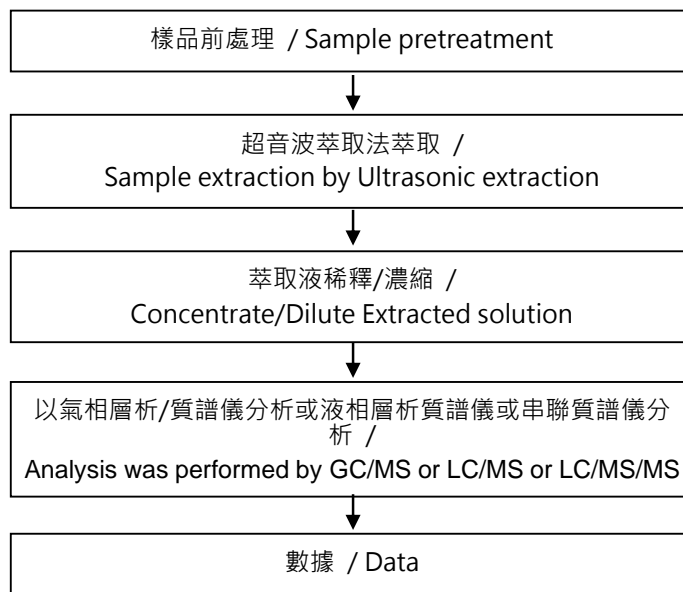 樣品前處理 / Sample pretreatment
超音波萃取法萃取 /
Sample extraction by Ultrasonic extraction
萃取液稀釋/濃縮 /
Concentrate/Dilute Extracted solution
以氣相層析/質譜儀分析或液相層析質譜儀或串聯質譜儀分
析 /
Analysis was performed by GC/MS or LC/MS or LC/MS/MS
數據 / Data